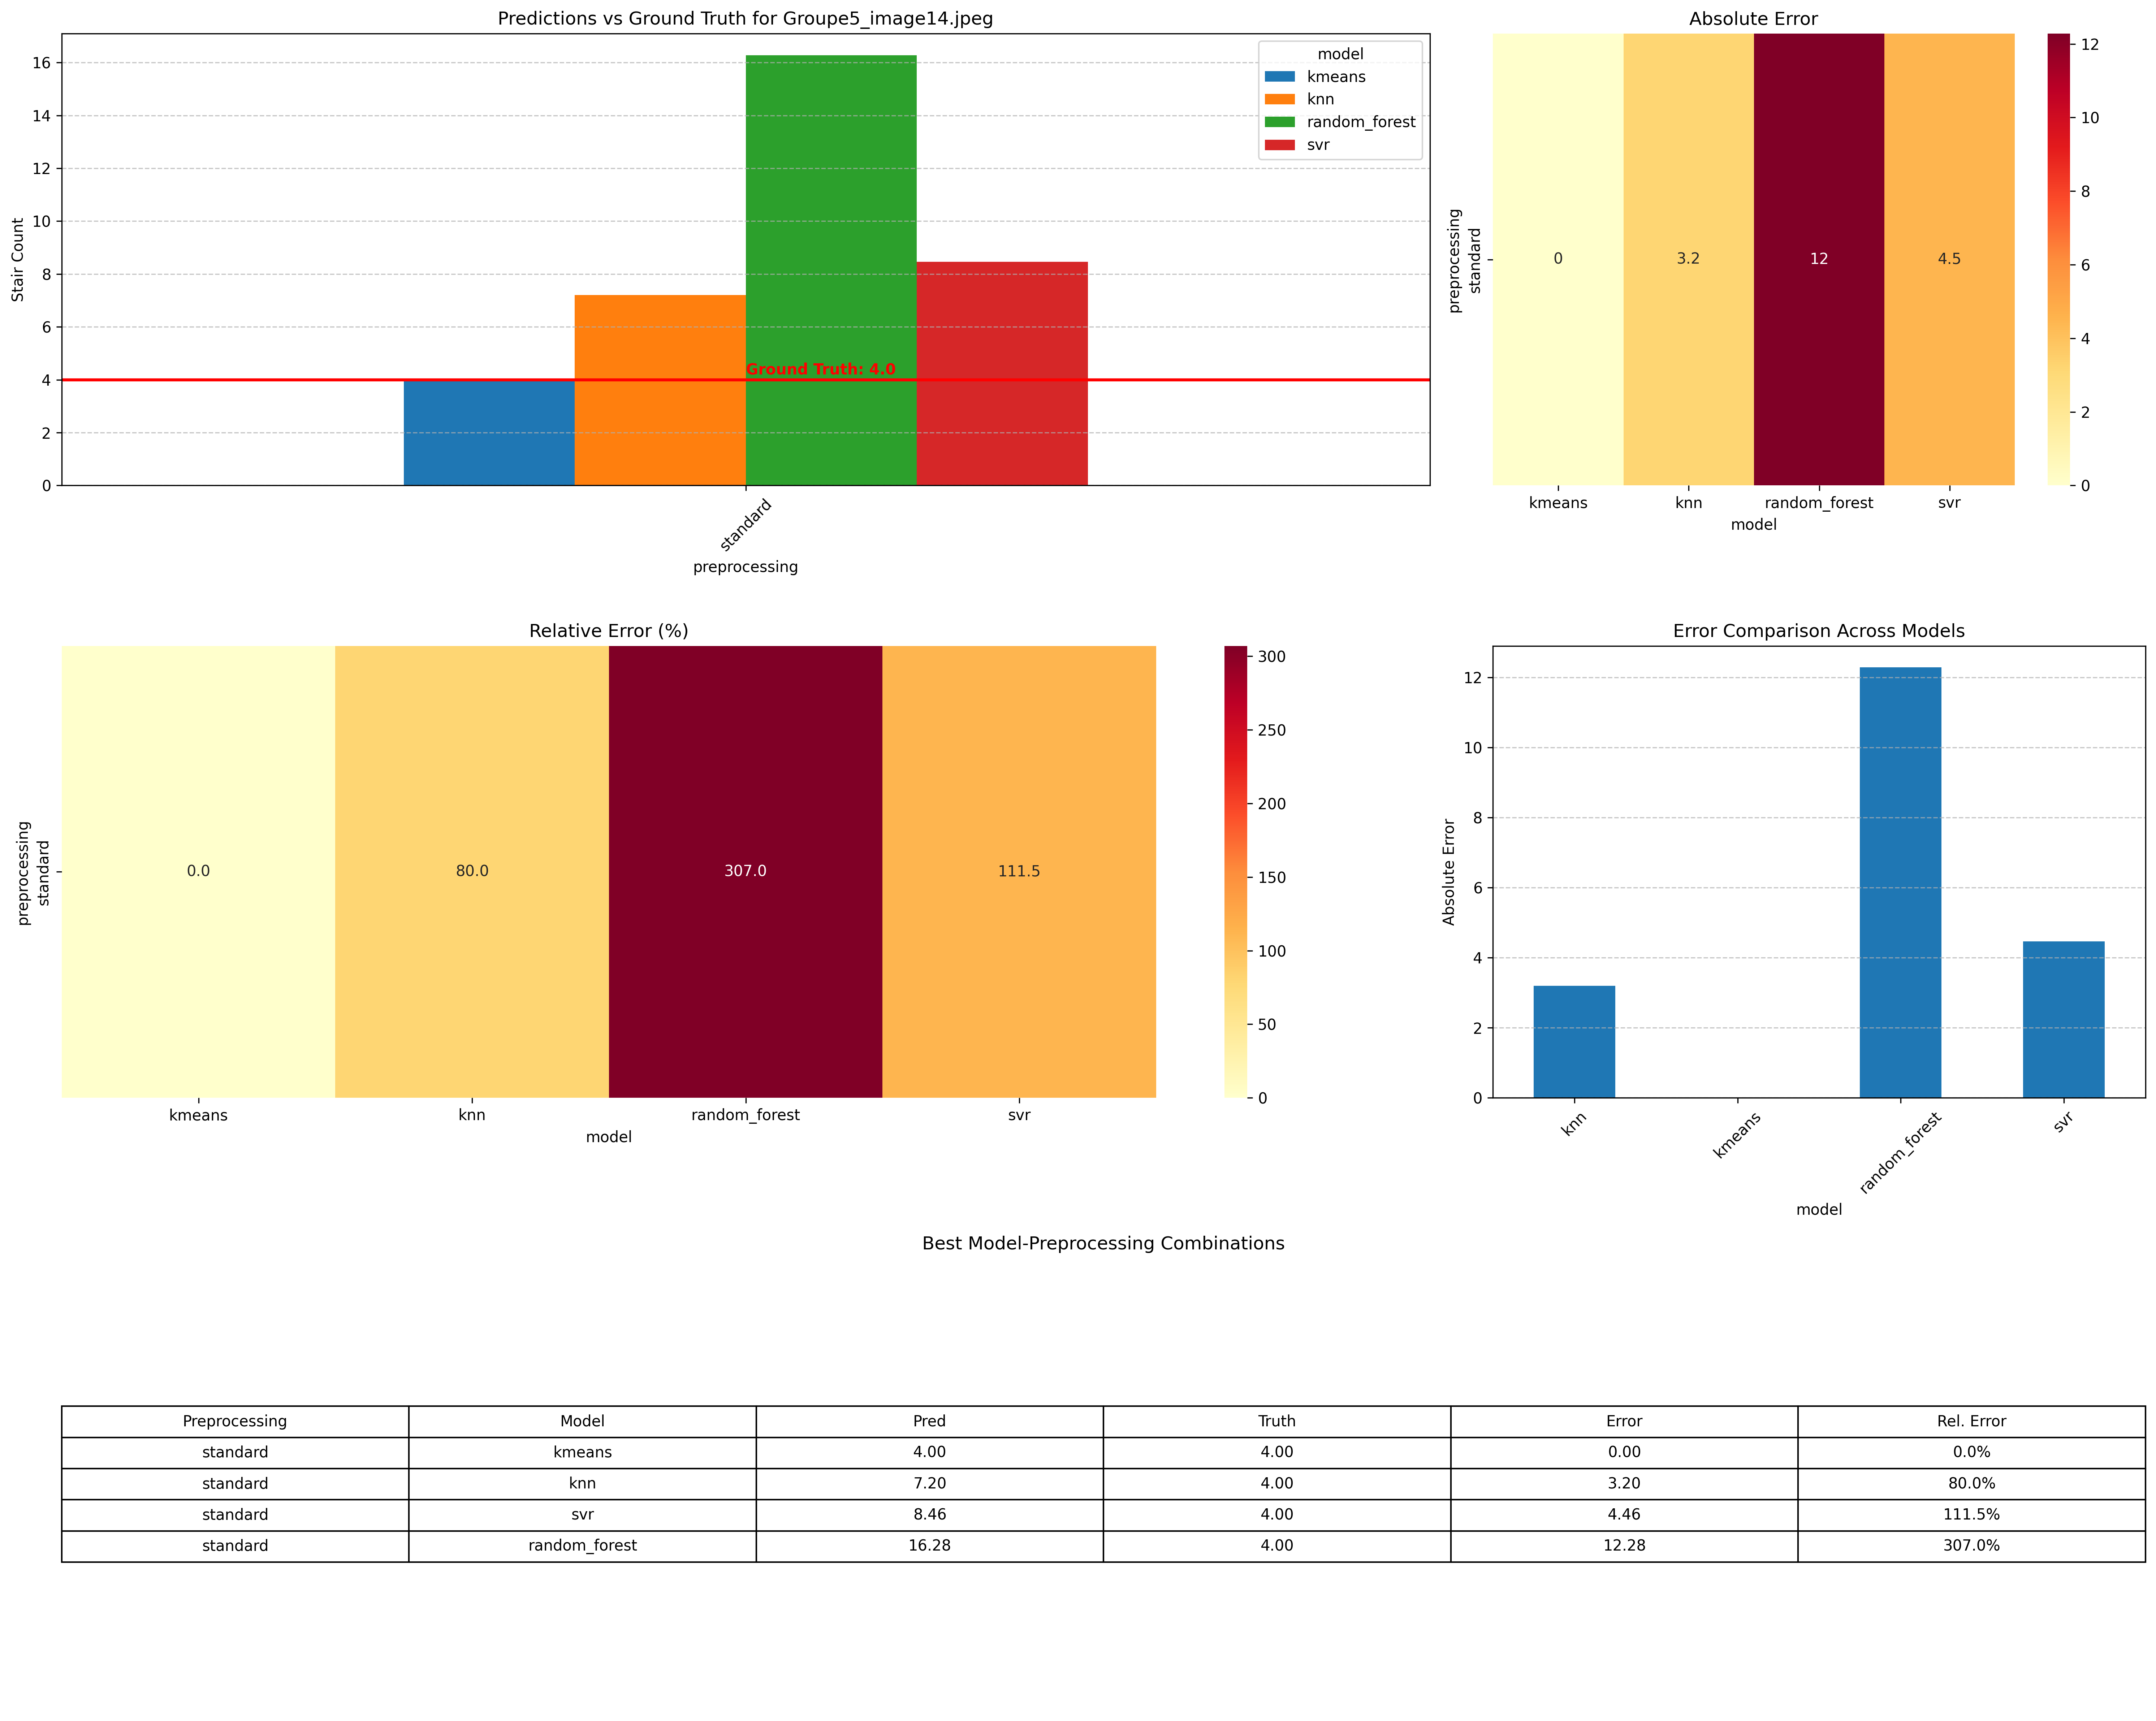 Predictions vs Ground Truth for Groupe5_image14.jpeg
Stair Count
16
14
12
10
8
6
4
2
0
model
kmeans
knn
random_forest
svr
Ground Truth: 4.0
standard
preprocessing
Absolute Error
preprocessing
standard
0 3.2 12 4.5
kmeans knn random_forest svr
model
12
10
8
6
4
2
0
Relative Error (%)
preprocessing
standard
0.0 80.0 307.0 111.5
kmeans knn random_forest svr
model
300
250
200
150
100
50
0
Error Comparison Across Models
Absolute Error
12
10
8
6
4
2
0
knn kmeans random_forest svr
model
Best Model-Preprocessing Combinations
Preprocessing Model Pred Truth Error Rel. Error
standard kmeans 4.00 4.00 0.00 0.0%
standard knn 7.20 4.00 3.20 80.0%
standard svr 8.46 4.00 4.46 111.5%
standard random_forest 16.28 4.00 12.28 307.0%